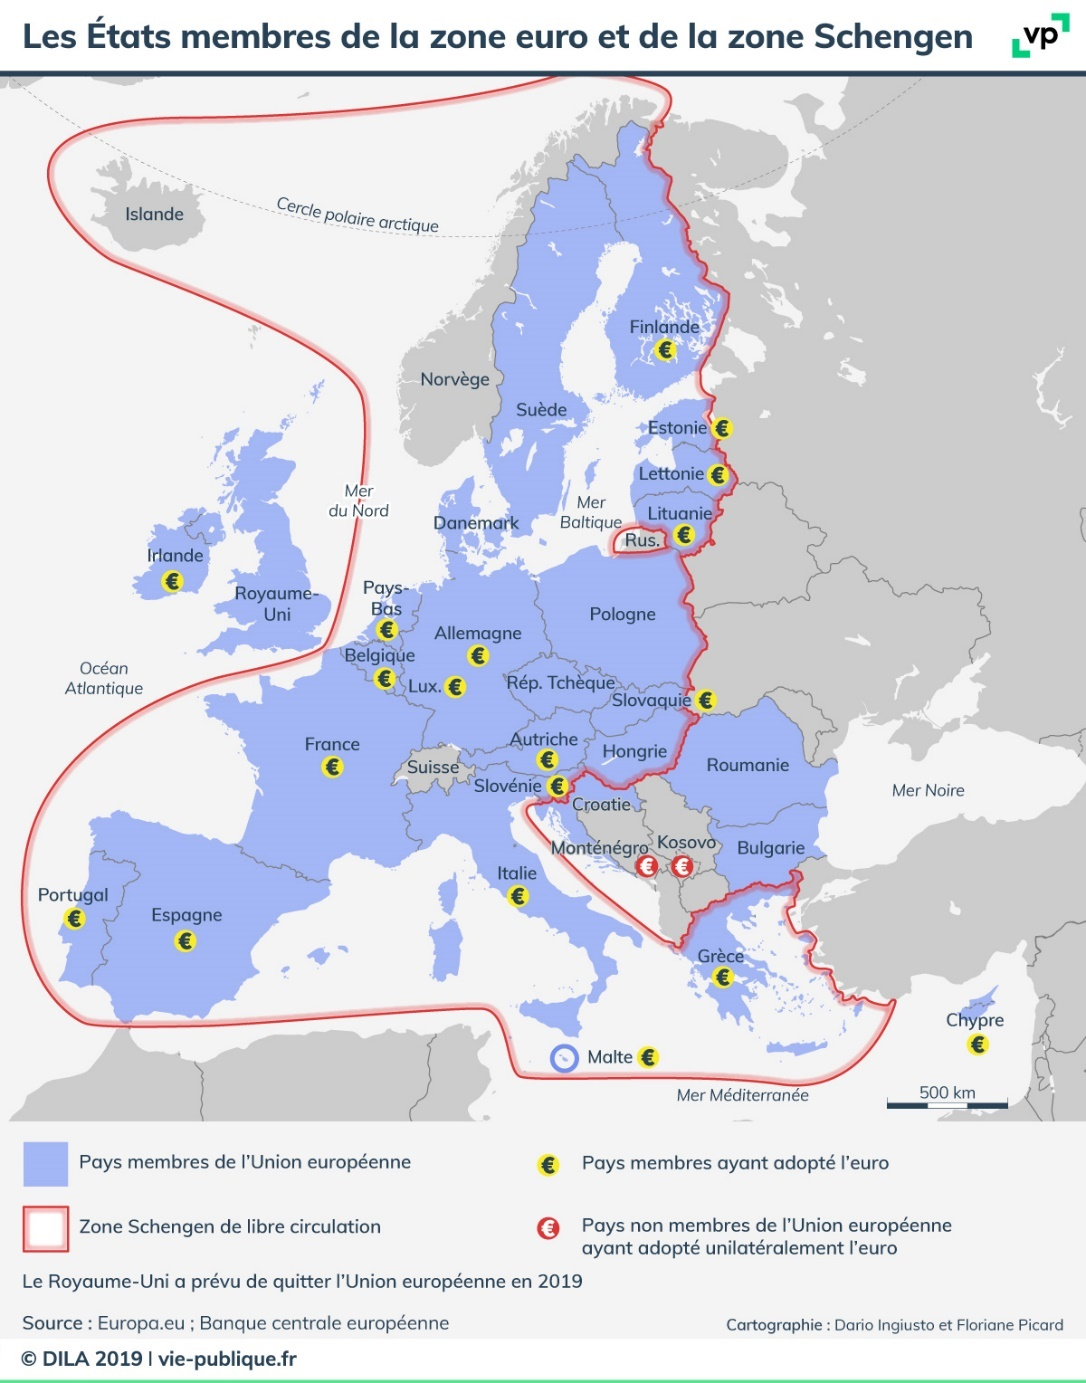 Les États membres de la zone euro et de la zone Schengen
vp
Islande
Cercle polaire arctique
Finlande
€
Norvège
Suède
Estonie €
Lettonie €
Mer
du Nord
Mer
Baltique
Lituanie
€
Danemark
Rus.
Irlande
€
Royaume-
Uni
Pays-
Bas
€
Pologne
Allemagne
€
Belgique
€
Océan
Atlantique
Lux. €
Rép. Tchèque
Slovaquie €
France
€
Autriche
€
Hongrie
Roumanie
Suisse
Slovénie €
Mer Noire
Croatie
Monténégro
€
Kosovo
€
Bulgarie
Italie
€
Portugal
€
Espagne
€
Grèce
€
Chypre
€
Malte €
Mer Méditerranée
500 km
Pays membres de l'Union européenne
€ Pays membres ayant adopté l'euro
Zone Schengen de libre circulation
€ Pays non membres de l'Union européenne
ayant adopté unilatéralement l'euro
Le Royaume-Uni a prévu de quitter l'Union européenne en 2019
Source : Europa.eu ; Banque centrale européenne
Cartographie : Dario Ingiusto et Floriane Picard
© DILA 2019 I vie-publique.fr